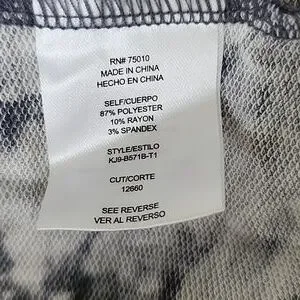 RN# 75010
MADE IN CHINA
HECHO EN CHINA
SELF/CUERPO
87% POLYESTER
10% RAYON
3% SPANDEX
STYLE/ESTILO
KJ9-B571B-T1
CUT/CORTE
12660
SEE REVERSE
VER AL REVERSO